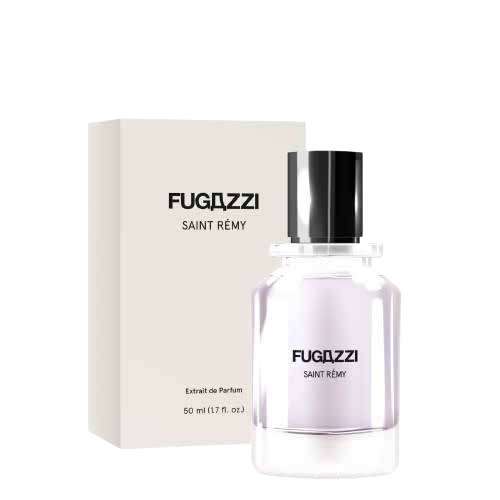 FUGAZZI
SAINT RÉMY
Extrait de Parfum
50 ml (1.7 fl. oz.)
FUGAZZI
SAINT RÉMY